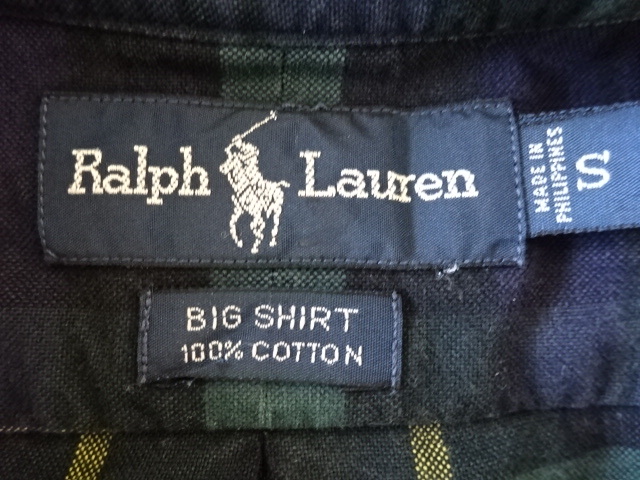 Ralph Lauren
MADE IN
PHILIPPINES
S
BIG SHIRT
100% COTTON